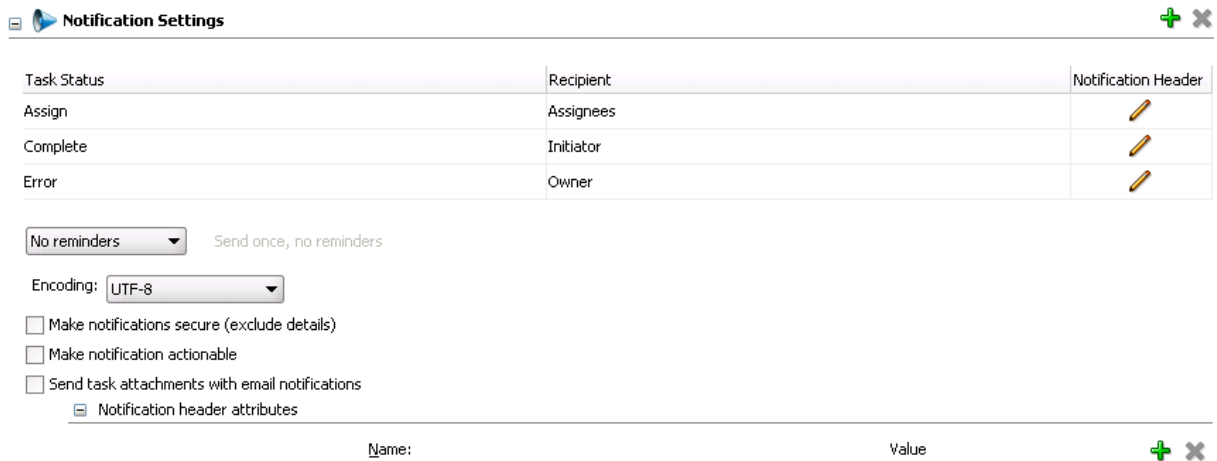 Notification Settings
Task Status Recipient Notification Header
Assign Assignees
Complete Initiator
Error Owner
No reminders Send once, no reminders
Encoding: UTF-8
Make notifications secure (exclude details)
Make notification actionable
Send task attachments with email notifications
Notification header attributes
Name: Value